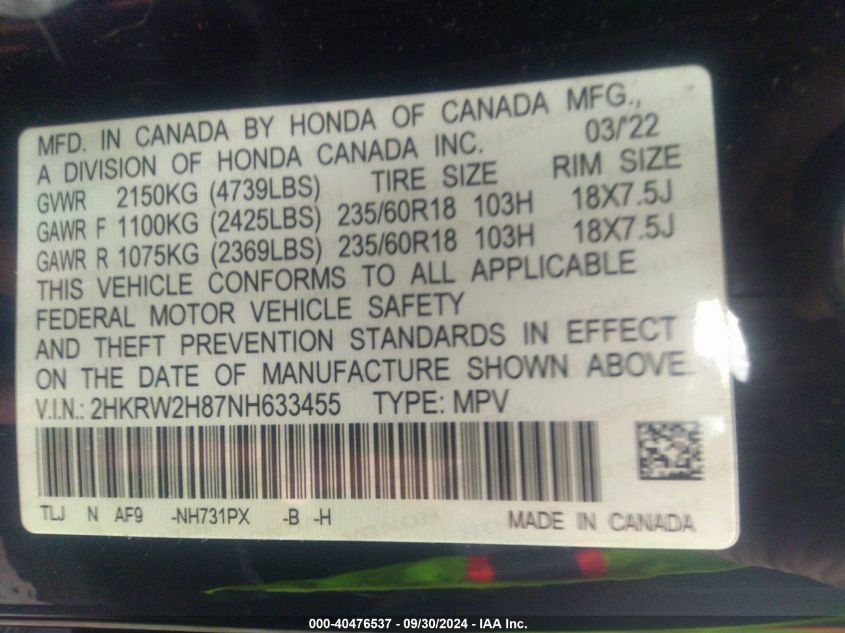 MFD. IN CANADA BY HONDA OF CANADA MFG.,
A DIVISION OF HONDA CANADA INC. 03/'22
GVWR 2150KG (4739LBS) TIRE SIZE RIM SIZE
GAWR F 1100KG (2425LBS) 235/60R18 103H 18X7.5J
GAWR R 1075KG (2369LBS) 235/60R18 103H 18X7.5J
THIS VEHICLE CONFORMS TO ALL APPLICABLE
FEDERAL MOTOR VEHICLE SAFETY
AND THEFT PREVENTION STANDARDS IN EFFECT
ON THE DATE OF MANUFACTURE SHOWN ABOVE.
V.I.N.: 2HKRW2H87NH633455 TYPE: MPV
TLJ N AF9 -NH731PX -B -H MADE IN CANADA
000-40476537 - 09/30/2024 - IAA Inc.